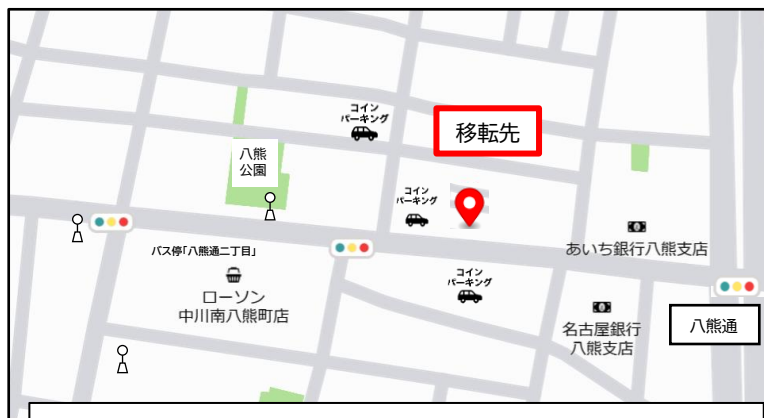 コイン
パーキング
移転先
八熊
公園
コイン
パーキング
あいち銀行八熊支店
バス停「八熊通二丁目」
ローソン
中川南八熊町店
コイン
パーキング
名古屋銀行
八熊支店
八熊通